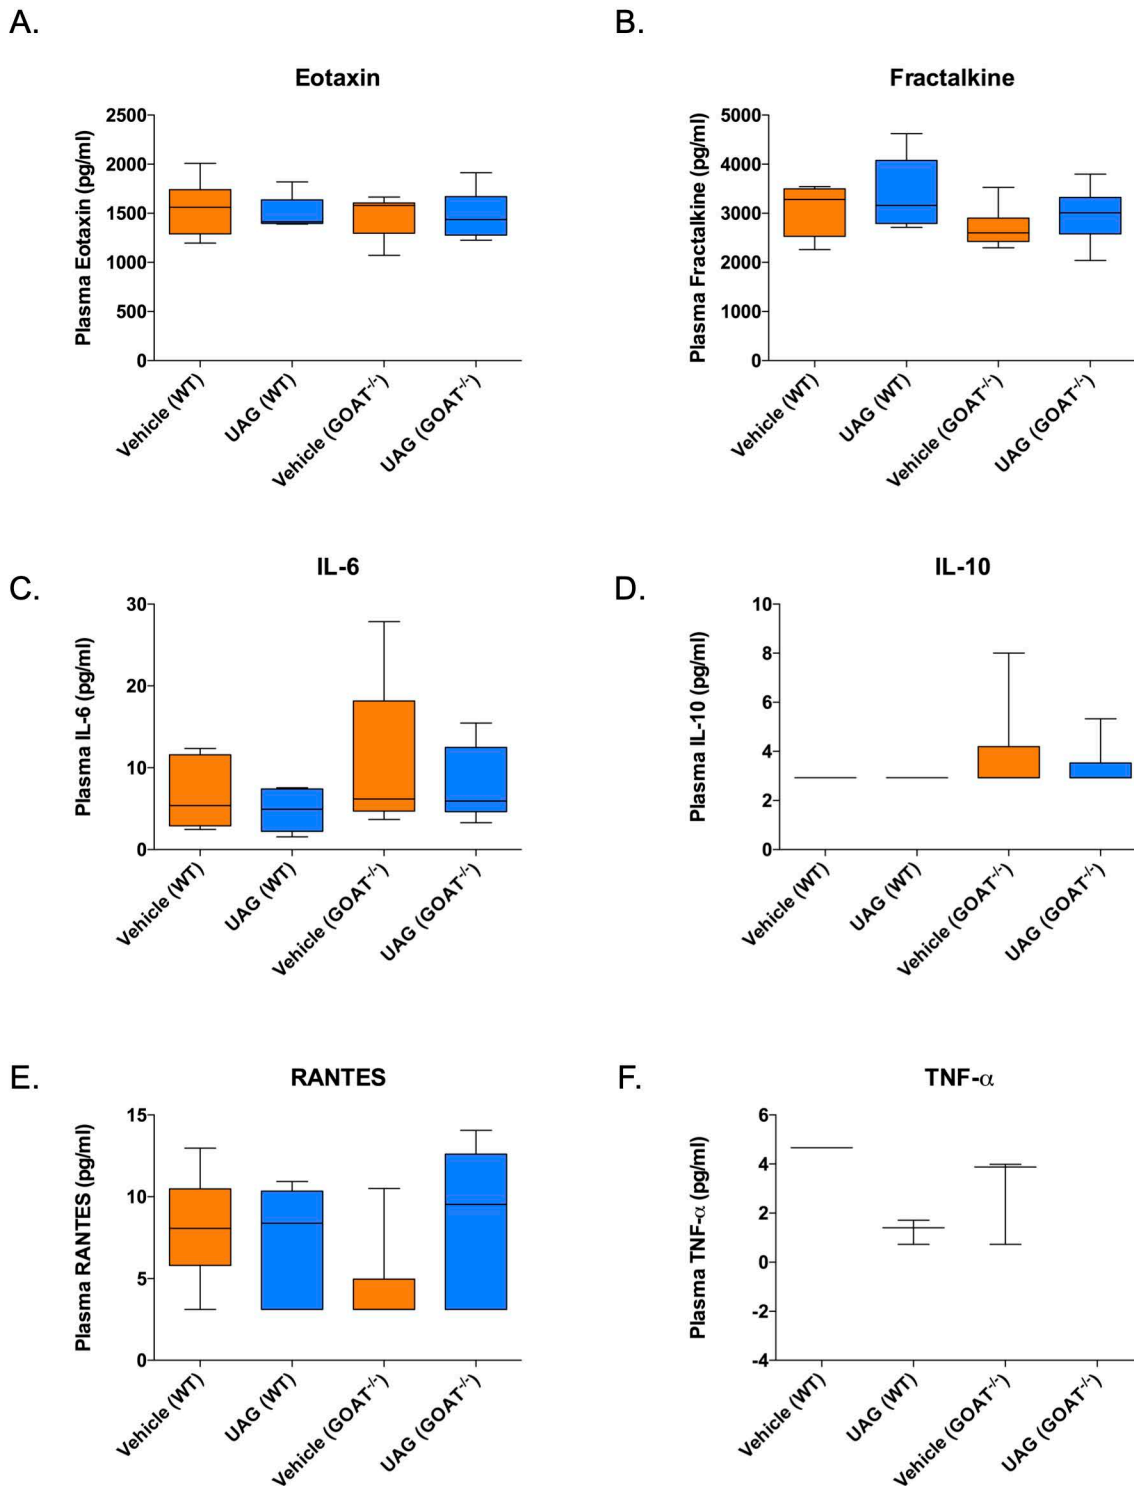 A.
Eotaxin
Plasma Eotaxin (pg/ml)
2500
2000
1500
1000
500
0
Vehicle (WT)
UAG (WT)
Vehicle (GOAT-/-)
UAG (GOAT-/-)
B.
Fractalkine
Plasma Fractalkine (pg/ml)
5000
4000
3000
2000
1000
0
Vehicle (WT)
UAG (WT)
Vehicle (GOAT-/-)
UAG (GOAT-/-)
C.
IL-6
Plasma IL-6 (pg/ml)
30
20
10
0
Vehicle (WT)
UAG (WT)
Vehicle (GOAT-/-)
UAG (GOAT-/-)
D.
IL-10
Plasma IL-10 (pg/ml)
10
8
6
4
2
0
Vehicle (WT)
UAG (WT)
Vehicle (GOAT-/-)
UAG (GOAT-/-)
E.
RANTES
Plasma RANTES (pg/ml)
15
10
5
0
Vehicle (WT)
UAG (WT)
Vehicle (GOAT-/-)
UAG (GOAT-/-)
F.
TNF-α
Plasma TNF-α (pg/ml)
6
4
2
0
-2
-4
Vehicle (WT)
UAG (WT)
Vehicle (GOAT-/-)
UAG (GOAT-/-)